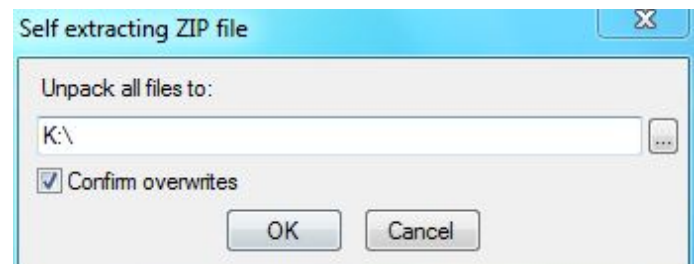 Self extracting ZIP file
Unpack all files to:
K:\
...
Confirm overwrites
OK
Cancel